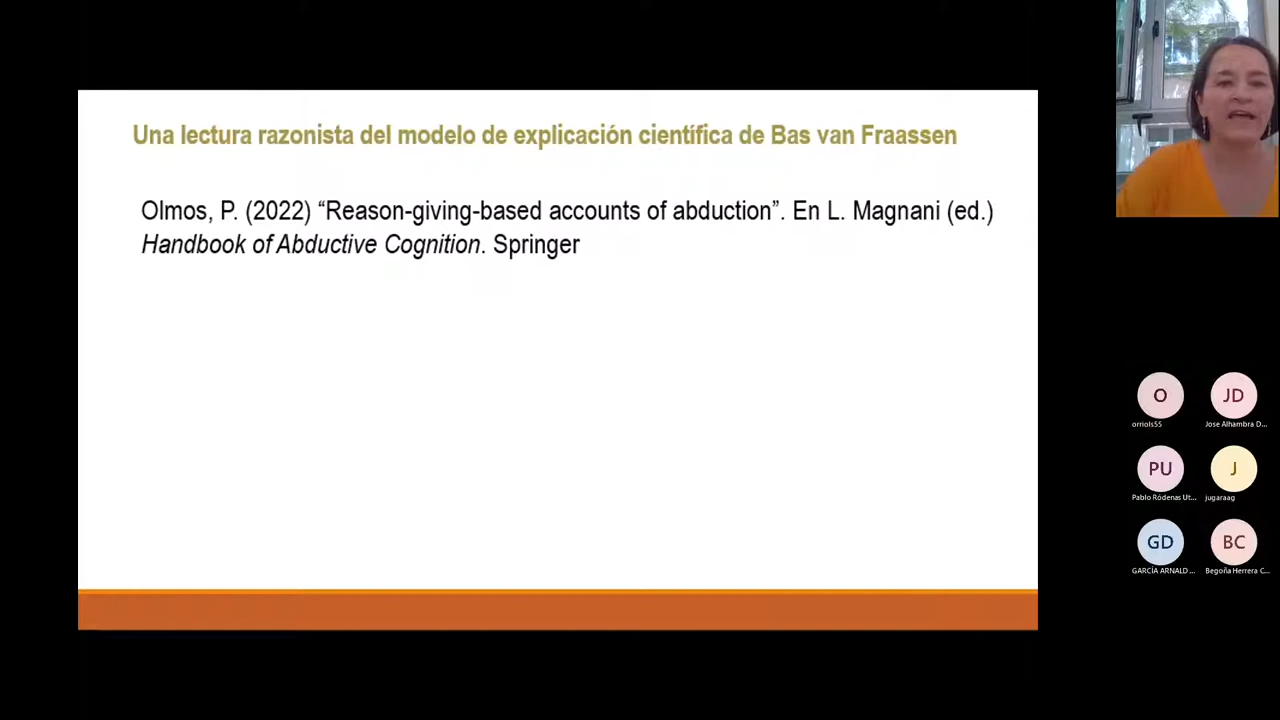 Una lectura razonista del modelo de explicación científica de Bas van Fraassen
Olmos, P. (2022) “Reason-giving-based accounts of abduction”. En L. Magnani (ed.)
Handbook of Abductive Cognition. Springer
O
orriols55
JD
Jose Alhambra D...
PU
Pablo Ródenas Ut...
J
jugaraag
GD
GARCÍA ARNALD ...
BC
Begoña Herrera C...